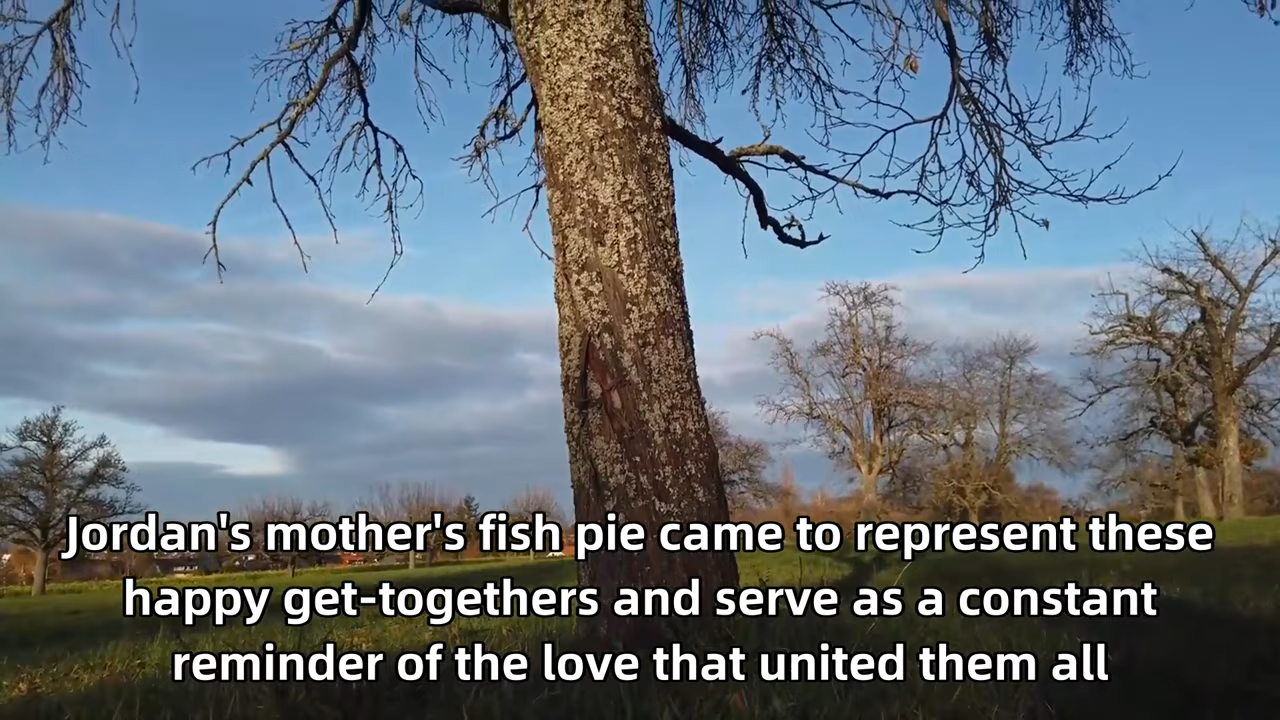 Jordan's mother's fish pie came to represent these
happy get-togethers and serve as a constant
reminder of the love that united them all